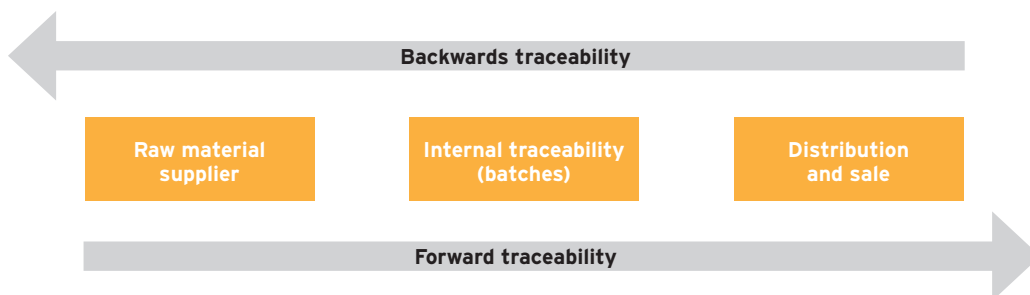 Backwards traceability
Raw material
supplier
Internal traceability
(batches)
Distribution
and sale
Forward traceability